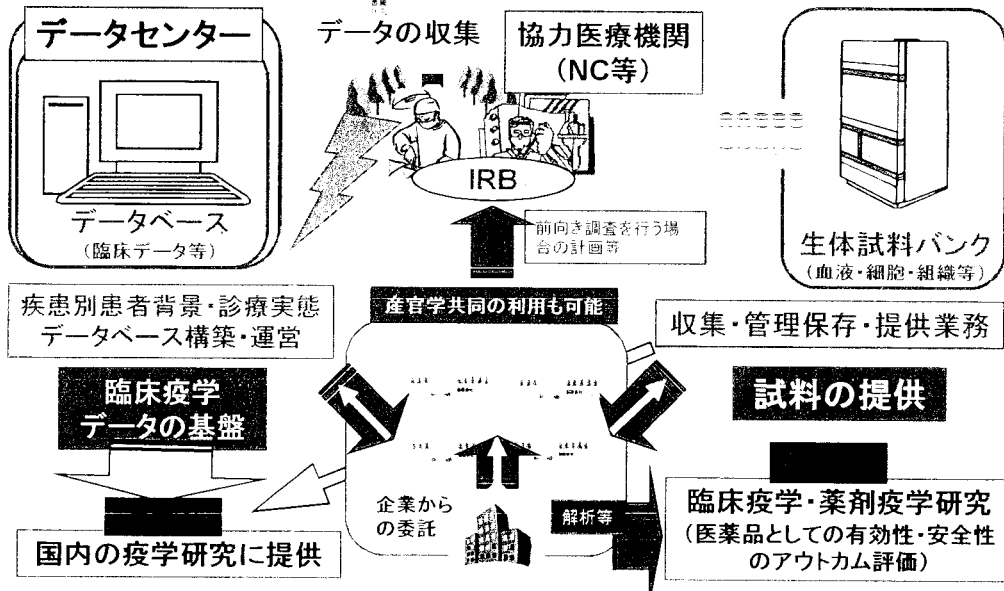 データセンター
データの収集
協力医療機関
(NC等)
IRB
データベース
(臨床データ等)
前向き調査を行う場
合の計画等
生体試料バンク
(血液・細胞・組織等)
疾患別患者背景・診療実態
データベース構築・運営
産官学共同の利用も可能
収集・管理保存・提供業務
臨床疫学
データの基盤
試料の提供
企業から
の委託
解析等
臨床疫学・薬剤疫学研究
(医薬品としての有効性・安全性
のアウトカム評価)
国内の疫学研究に提供